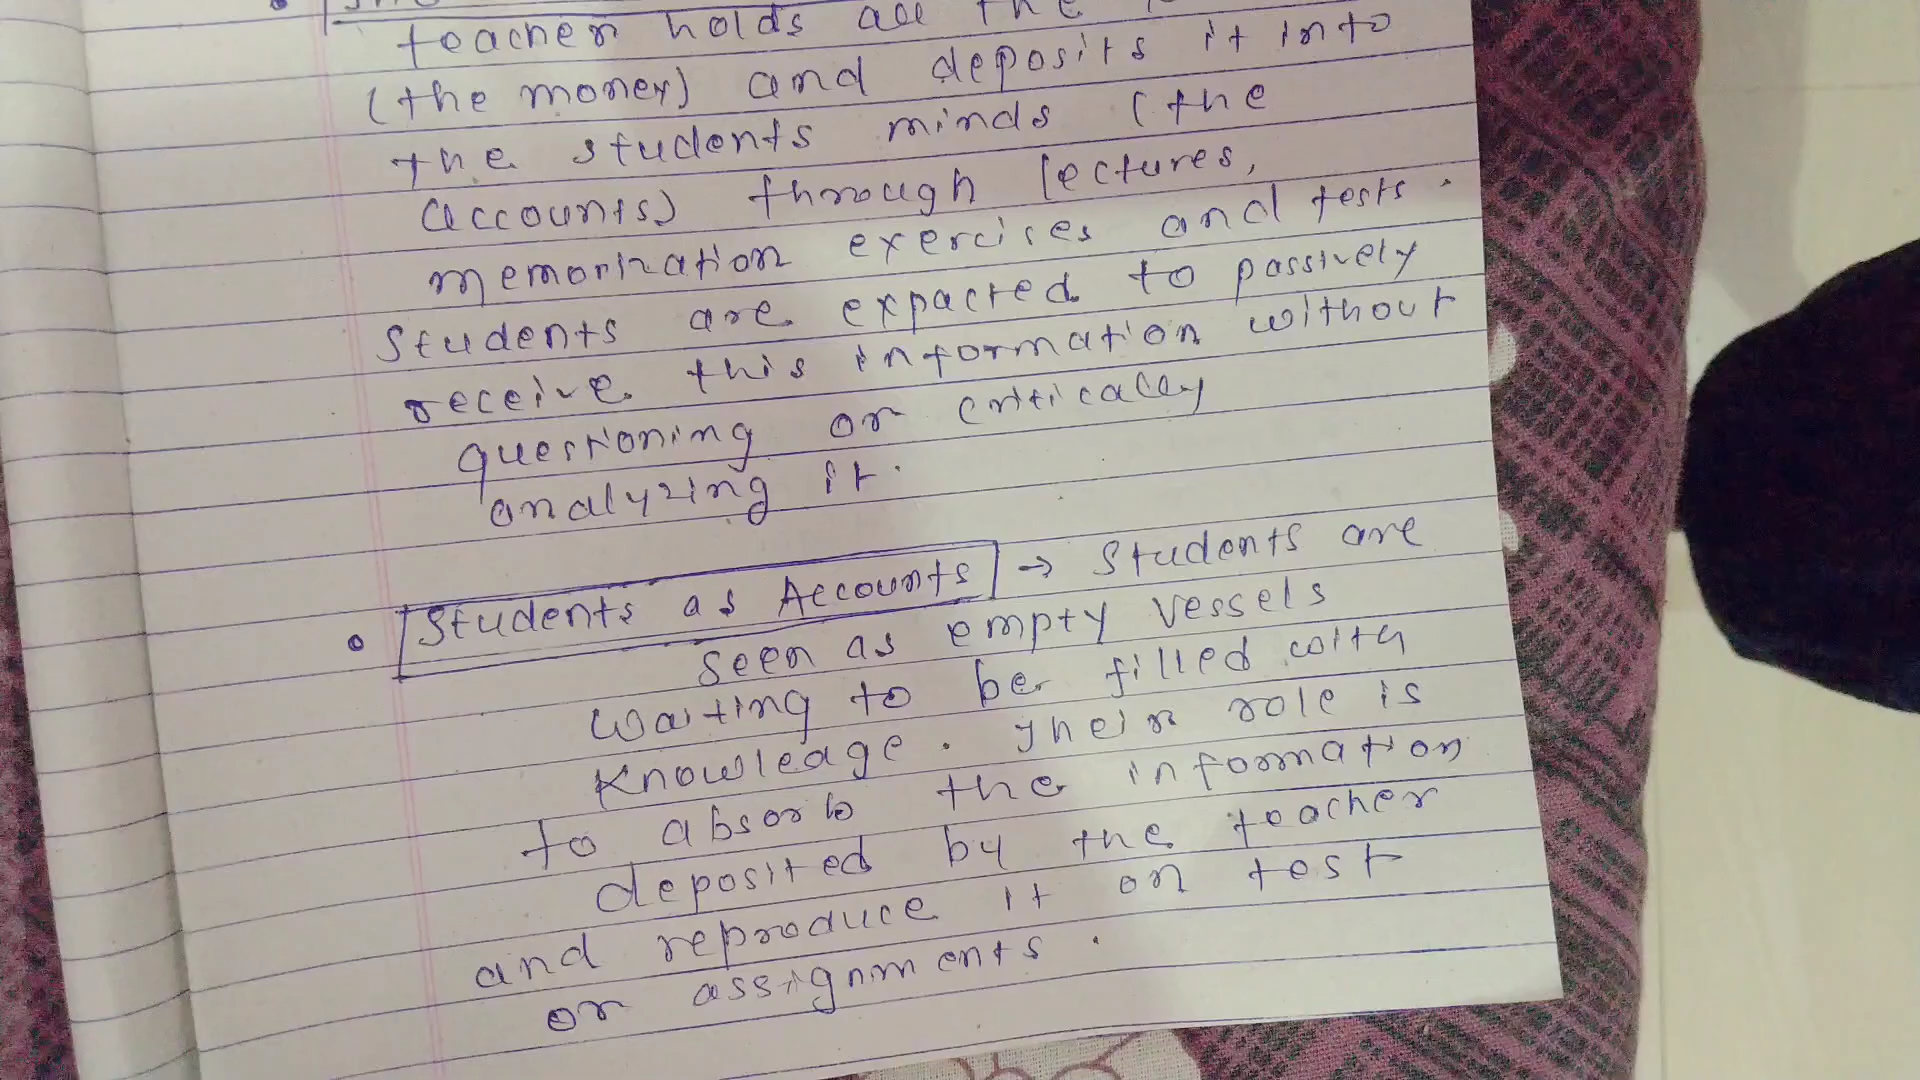 teacher holds all the
(the money) and deposits it into
the students minds (the
accounts) through lectures,
memorization exercises and tests.
Students are expacted to passively
receive this information without
questioning or critically
analyzing it.
• Students as Accounts → Students are
seen as empty vessels
waiting to be filled with
knowledge. Their role is
to absorb the information
deposited by the teacher
and reproduce it on test
or assignments.